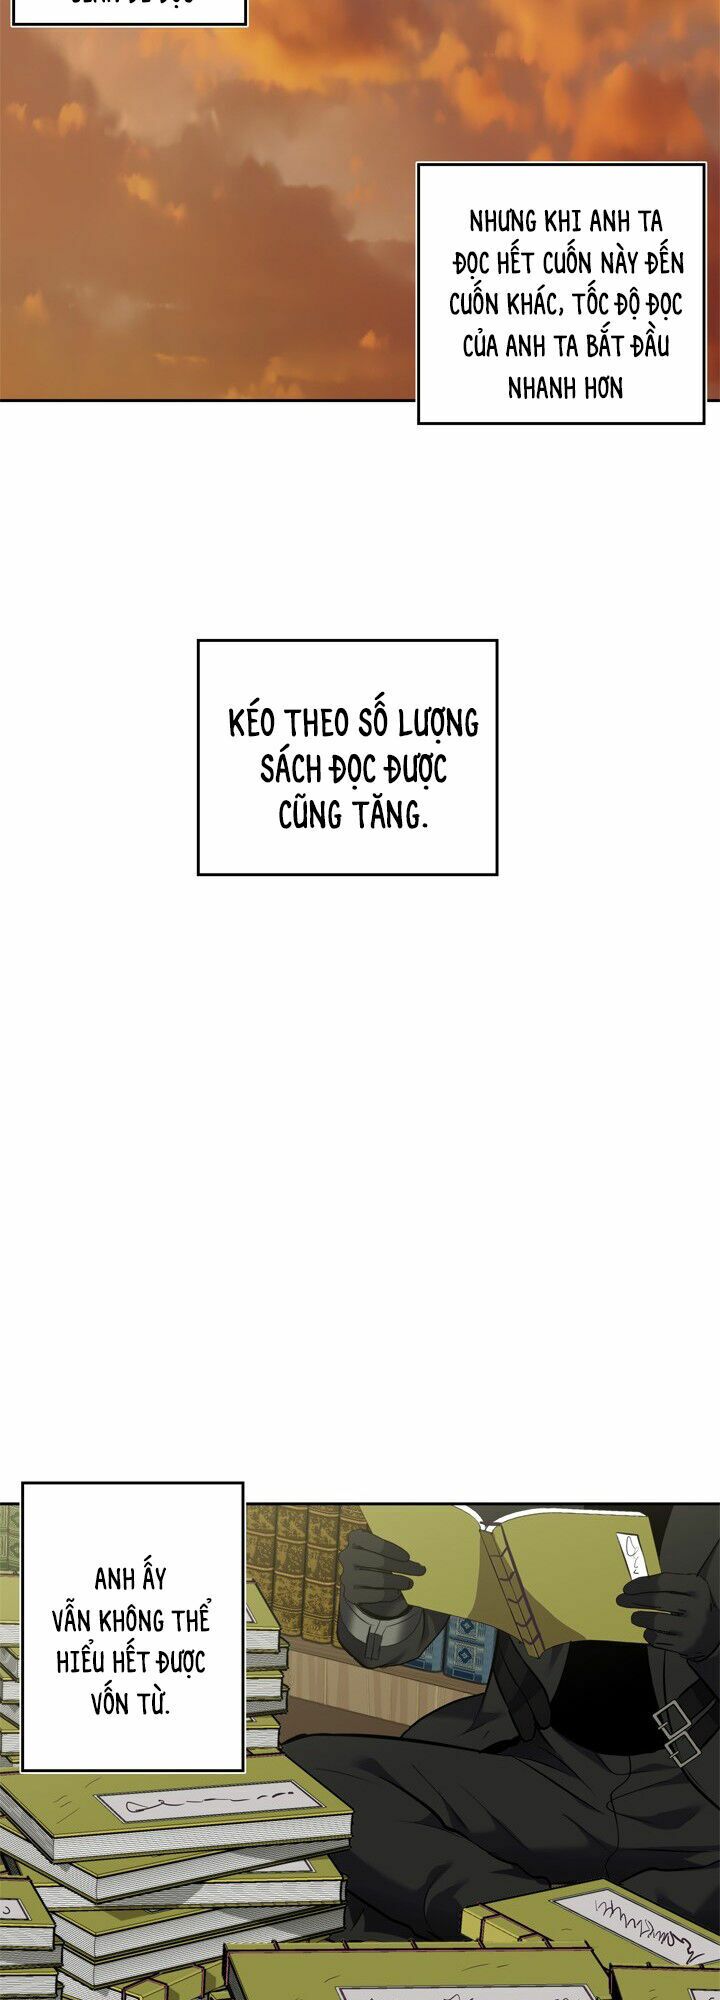 NHƯNG KHI ANH TA
ĐỌC HẾT CUỐN NÀY ĐẾN
CUỐN KHÁC, TỐC ĐỘ ĐỌC
CỦA ANH TA BẮT ĐẦU
NHANH HƠN
KÉO THEO SỐ LƯỢNG
SÁCH ĐỌC ĐƯỢC
CŨNG TĂNG.
ANH ẤY
VẪN KHÔNG THỂ
HIỂU HẾT ĐƯỢC
VỐN TỪ.